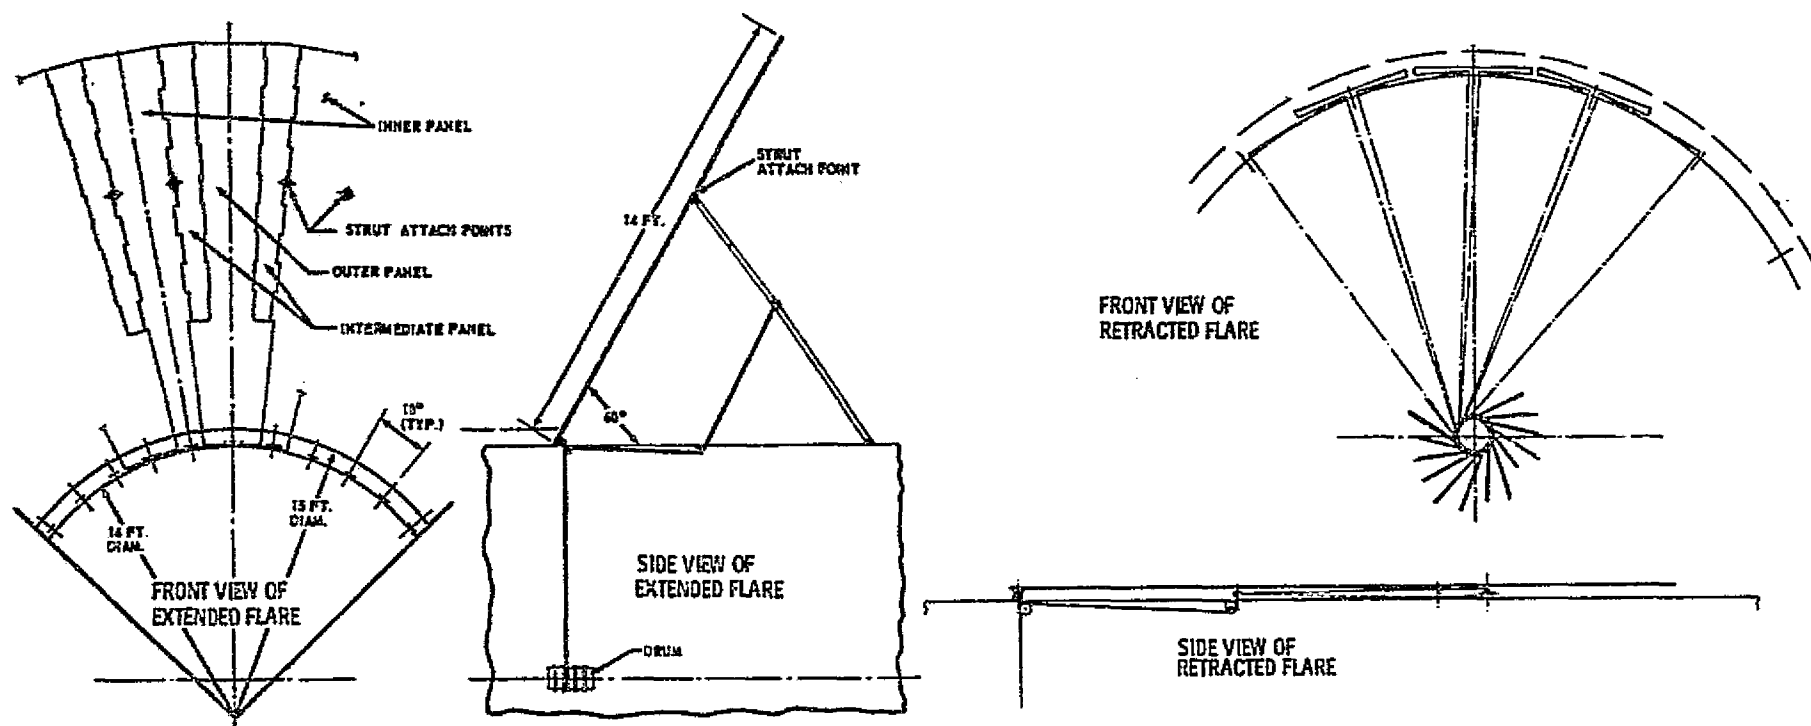 INNER PANEL
STRUT ATTACH POINTS
OUTER PANEL
INTERMEDIATE PANEL
(TYP.)
14 FT.
DIAM.
15 FT.
DIAM.
FRONT VIEW OF
EXTENDED FLARE
STRUT
ATTACH POINT
14 FT.
60°
SIDE VIEW OF
EXTENDED FLARE
DRUM
FRONT VIEW OF
RETRACTED FLARE
SIDE VIEW OF
RETRACTED FLARE